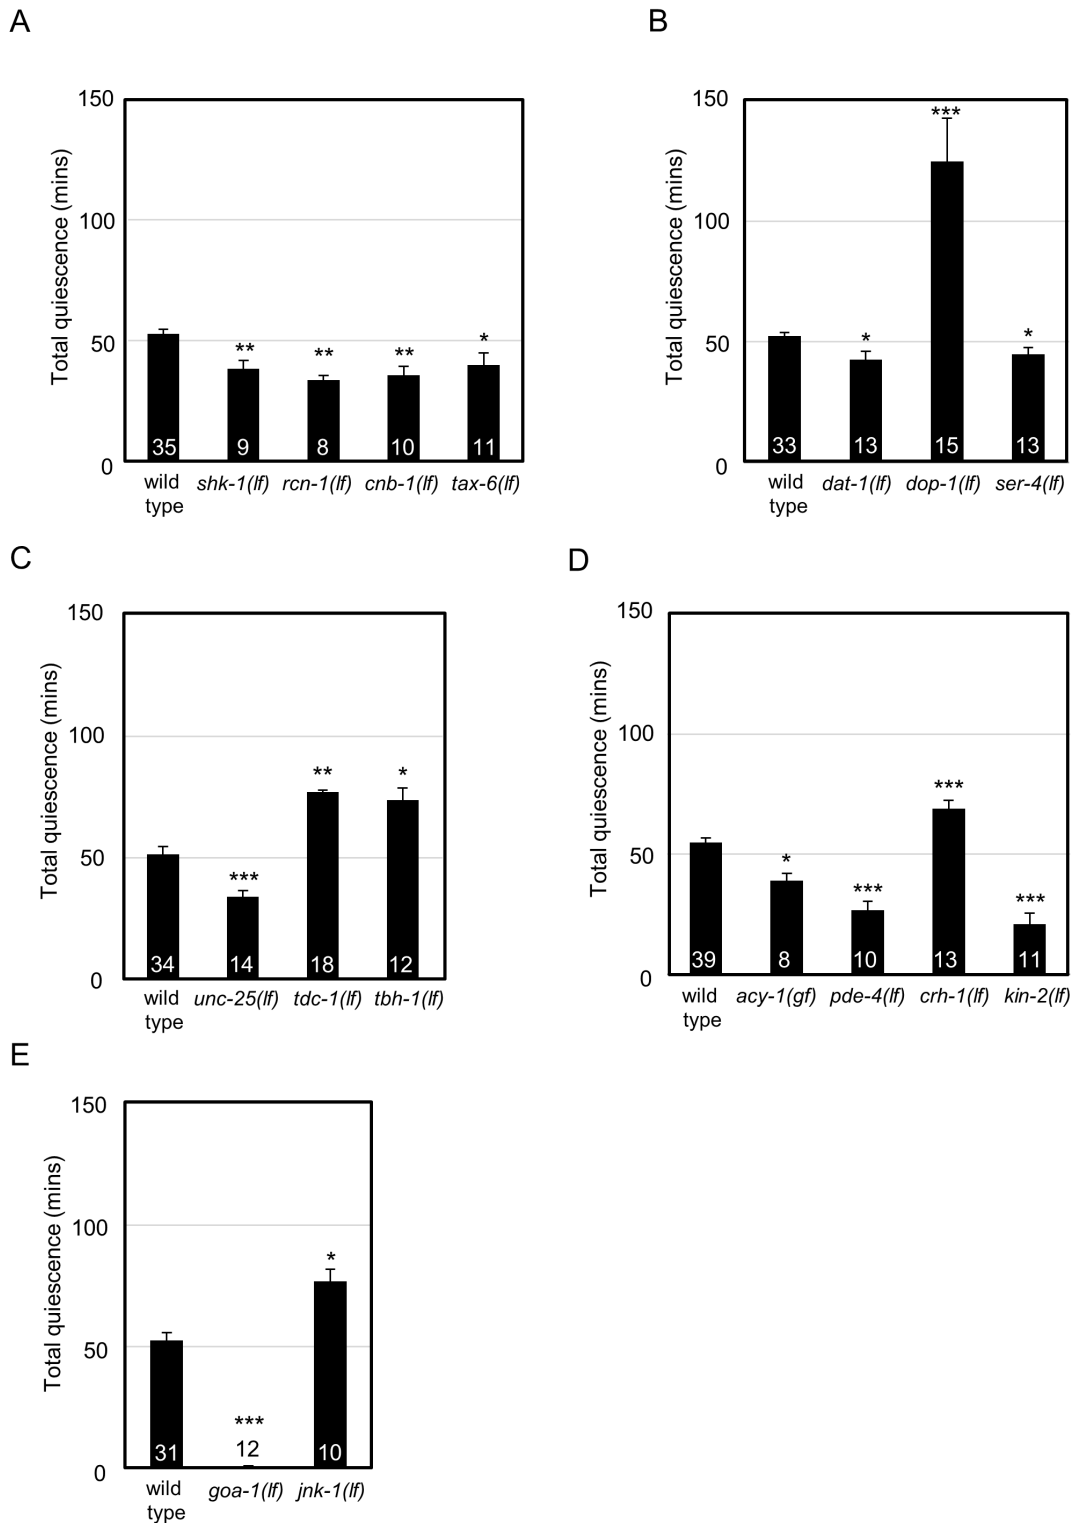 A
150
100
50
0
Total quiescence (mins)
** ** ** *
35 9 8 10 11
wild type shk-1(lf) rcn-1(lf) cnb-1(lf) tax-6(lf)
B
150
100
50
0
Total quiescence (mins)
* *** *
33 13 15 13
wild type dat-1(lf) dop-1(lf) ser-4(lf)
C
150
100
50
0
Total quiescence (mins)
*** ** *
34 14 18 12
wild type unc-25(lf) tdc-1(lf) tbh-1(lf)
D
150
100
50
0
Total quiescence (mins)
* *** *** ***
39 8 10 13 11
wild type acy-1(gf) pde-4(lf) crh-1(lf) kin-2(lf)
E
150
100
50
0
Total quiescence (mins)
*** *
31 12 10
wild type goa-1(lf) jnk-1(lf)